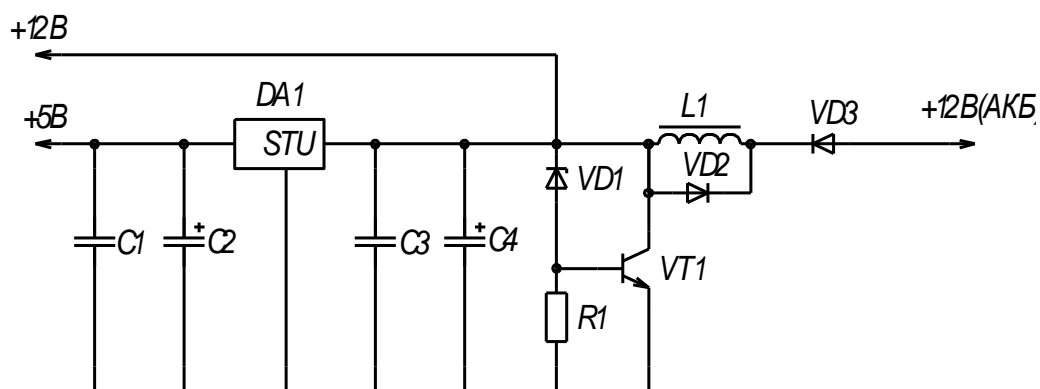 +12В
DA1
L1
VD3
+12В(АКБ)
+5В
STU
VD1
VD2
C1
+
C2
C3
+
C4
VT1
R1